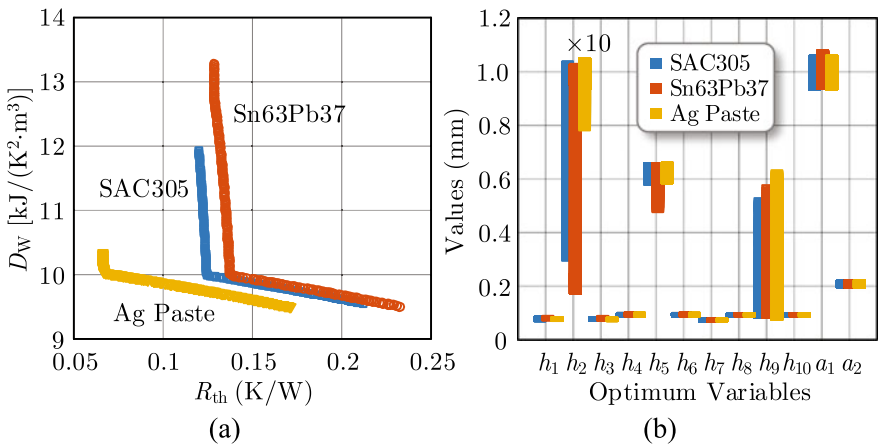 (a)
14
13
12
11
10
9
D_W [kJ/(K²·m³)]
Sn63Pb37
SAC305
Ag Paste
0.05 0.1 0.15 0.2 0.25
R_th (K/W)
(a)
(b)
1.2
1.0
0.8
0.6
0.4
0.2
0
Values (mm)
×10
SAC305
Sn63Pb37
Ag Paste
h₁ h₂ h₃ h₄ h₅ h₆ h₇ h₈ h₉ h₁₀ a₁ a₂
Optimum Variables
(b)